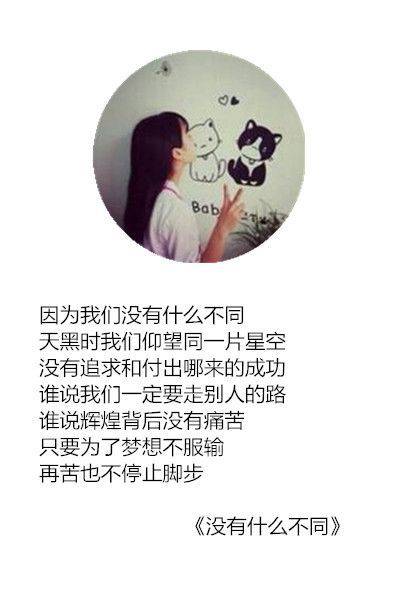 Bab
因为我们没有什么不同
天黑时我们仰望同一片星空
没有追求和付出哪来的成功
谁说我们一定要走别人的路
谁说辉煌背后没有痛苦
只要为了梦想不服输
再苦也不停止脚步
《没有什么不同》